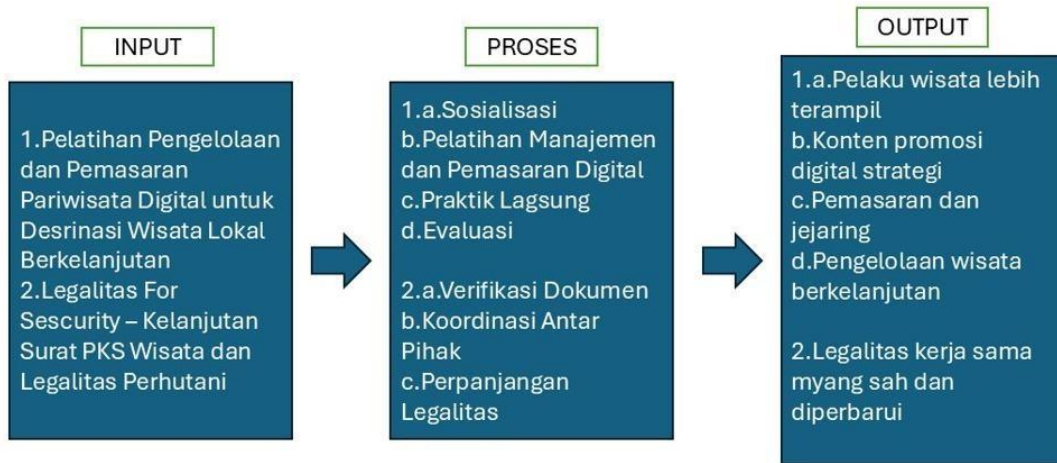 INPUT
1.Pelatihan Pengelolaan
dan Pemasaran
Pariwisata Digital untuk
Desrinasi Wisata Lokal
Berkelanjutan
2.Legalitas For
Sescurity – Kelanjutan
Surat PKS Wisata dan
Legalitas Perhutani
PROSES
1.a.Sosialisasi
b.Pelatihan Manajemen
dan Pemasaran Digital
c.Praktik Lagsung
d.Evaluasi
2.a.Verifikasi Dokumen
b.Koordinasi Antar
Pihak
c.Perpanjangan
Legalitas
OUTPUT
1.a.Pelaku wisata lebih
terampil
b.Konten promosi
digital strategi
c.Pemasaran dan
jejaring
d.Pengelolaan wisata
berkelanjutan
2.Legalitas kerja sama
myang sah dan
diperbarui